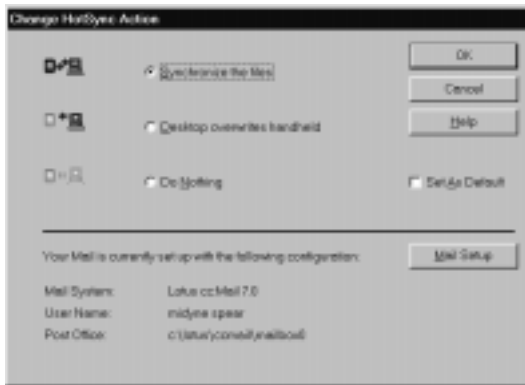 Change HotSync Action
OK
Synchronize the files
Cancel
Desktop overwrites handheld
Help
Do Nothing
Set As Default
Your Mail is currently set up with the following configuration:
Mail Setup
Mail System: Lotus cc:Mail 7.0
User Name: midyne spear
Post Office: